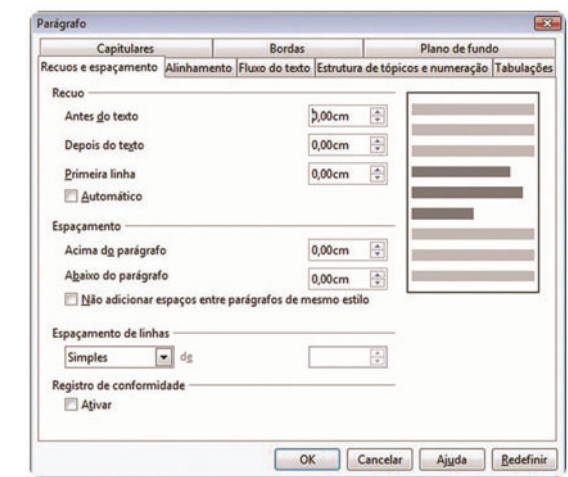 Parágrafo
Capitulares Bordas Plano de fundo
Recuos e espaçamento Alinhamento Fluxo do texto Estrutura de tópicos e numeração Tabulações
Recuo
Antes do texto 0,00cm
Depois do texto 0,00cm
Primeira linha 0,00cm
Automático
Espaçamento
Acima do parágrafo 0,00cm
Abaixo do parágrafo 0,00cm
Não adicionar espaços entre parágrafos de mesmo estilo
Espaçamento de linhas
Simples de
Registro de conformidade
Ativar
OK Cancelar Ajuda Redefinir